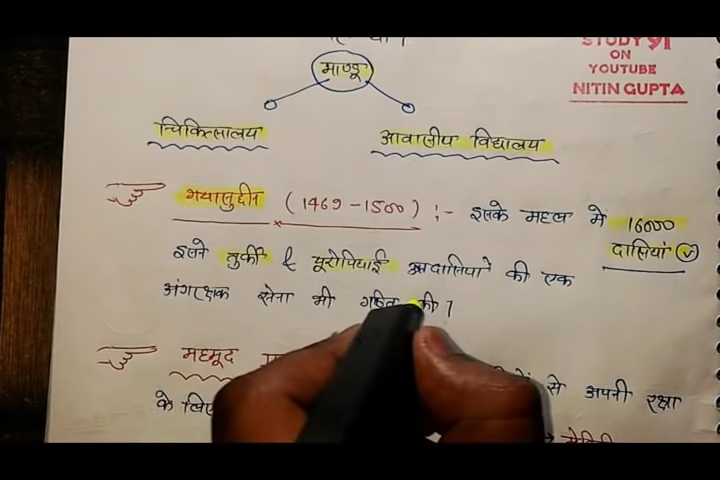 STUDY 91
ON
YOUTUBE
NITIN GUPTA
माण्डू
चिकित्सालय
आवासीय विद्यालय
गयासुद्दीन (1469-1500) :- इसके महल में 16000
दासियां
इसने तुर्की & यूरोपियाई दासियों की एक
अंगरक्षक सेना भी गठित की।
महमूद
से अपनी रक्षा
के लिए